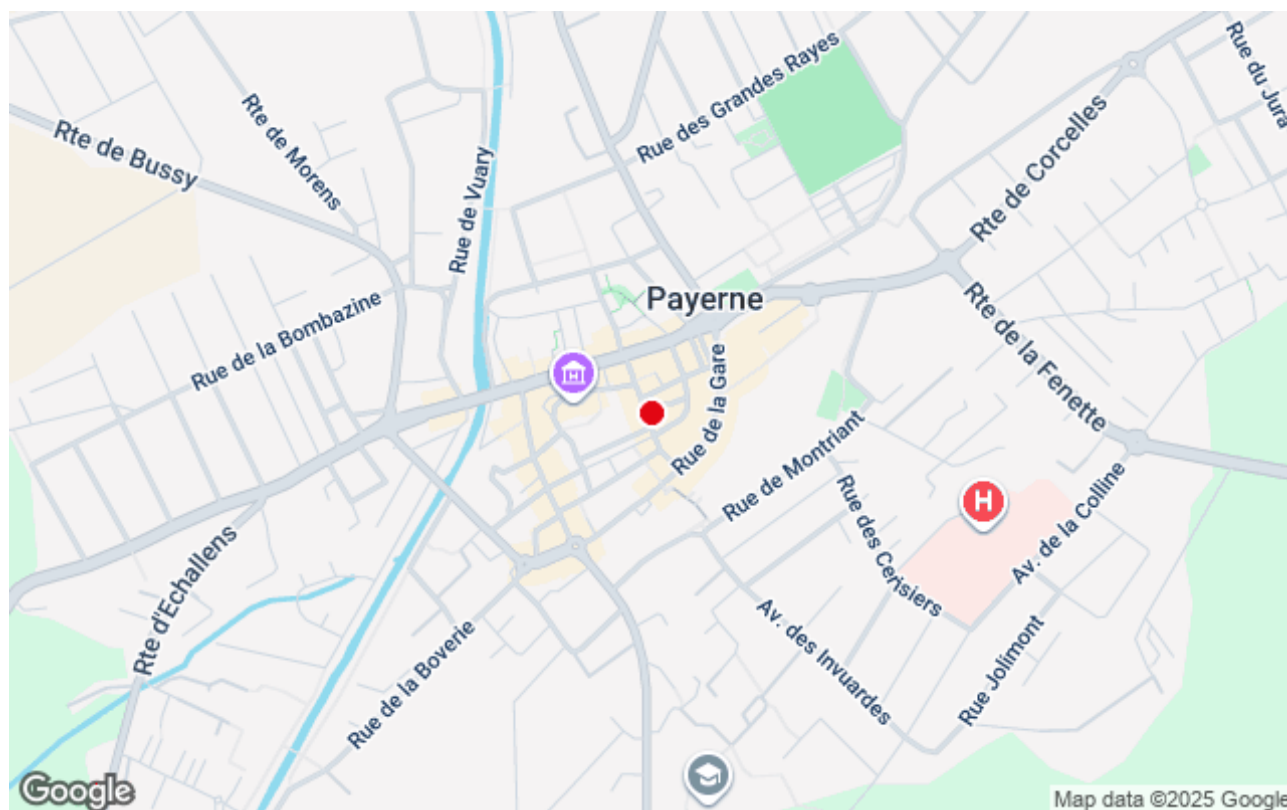 Rue des Grandes Rayes
Rue du Jura
Rte de Bussy
Rte de Morens
Rue de Vuary
Rte de Corcelles
Rue de la Bombazine
Payerne
Rte de la Fenette
Rue de la Gare
Rue de Montriant
Rue des Cerisiers
H
Av. de la Colline
Rte d'Echallens
Rue de la Boverie
Av. des Invuardes
Rue Jolimont
Google
Map data ©2025 Google